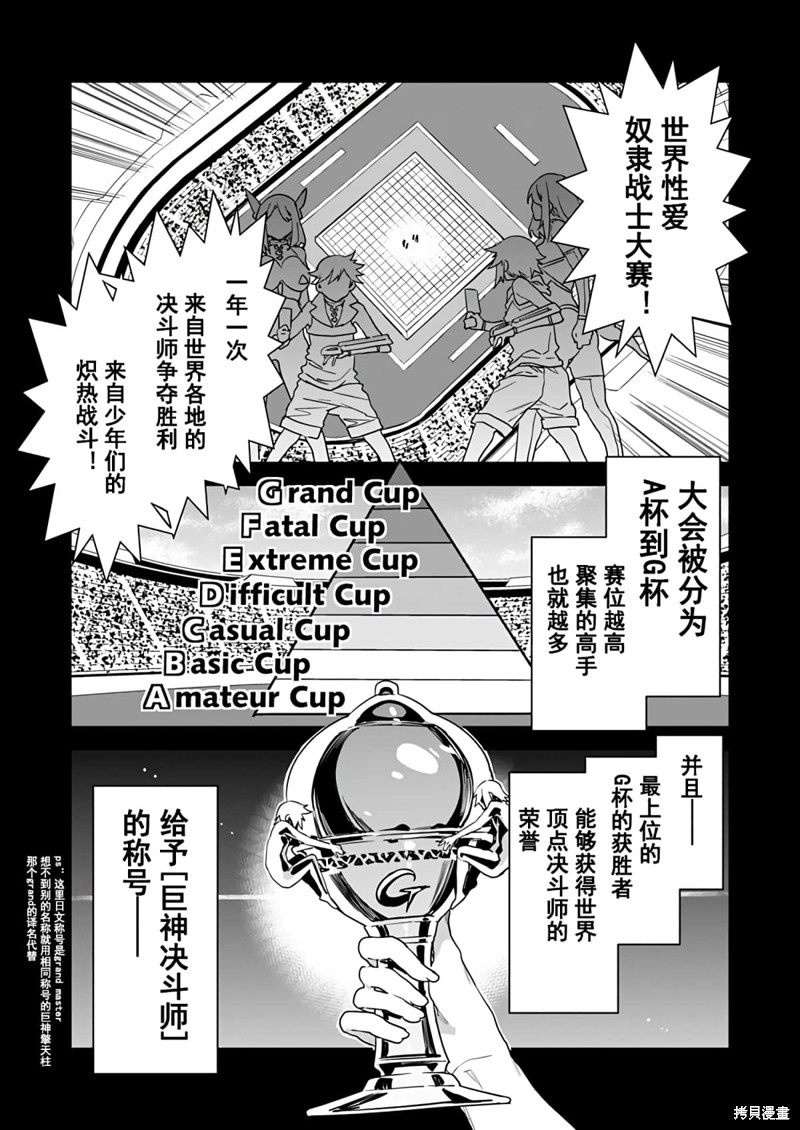 世界性爱
奴隶战士大赛！
一年一次
来自世界各地的
决斗师争夺胜利
来自少年们的
炽热战斗！
大会被分为
A杯到G杯
赛位越高
聚集的高手
也就越多
Grand Cup
Fatal Cup
Extreme Cup
Difficult Cup
Casual Cup
Basic Cup
Amateur Cup
并且——
最上位的
G杯的获胜者
能够获得世界
顶点决斗师的
荣誉
G
给予[巨神决斗师]
的称号——
ps：这里日文称号是grand master
想不到别的名称就用相同称号的巨神擎天柱
那个grand的译名代替
拷贝漫畫